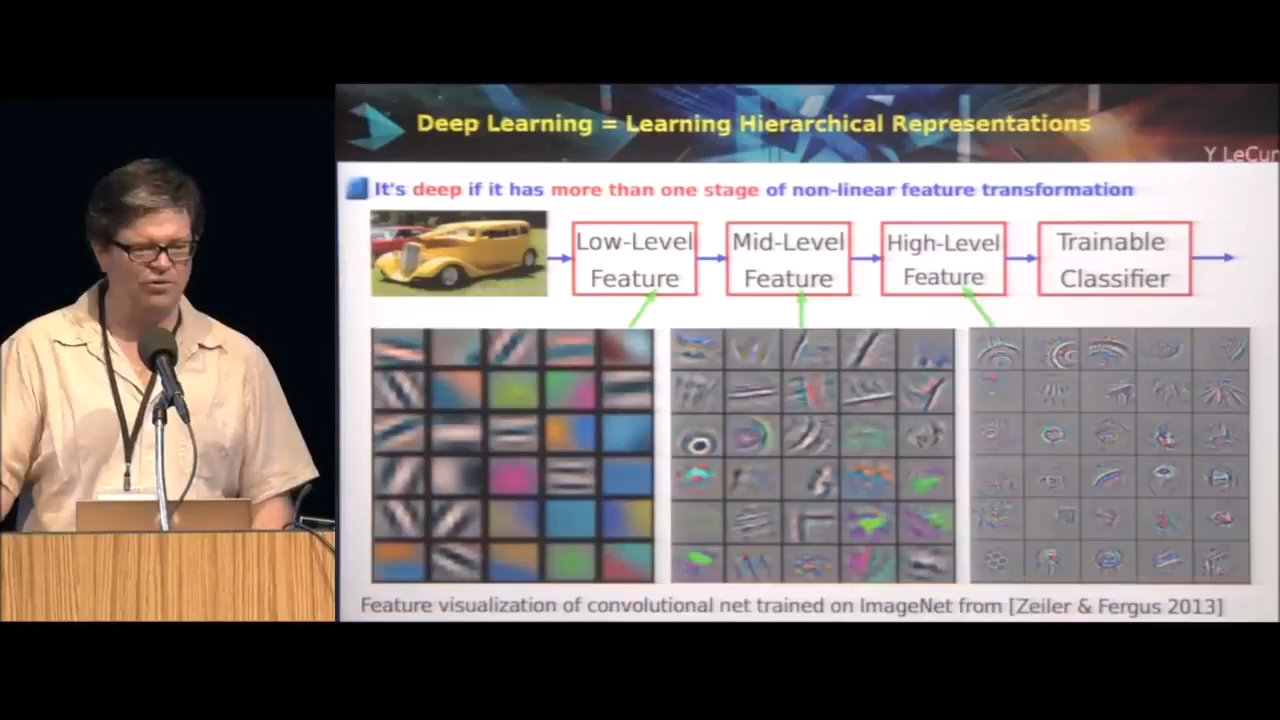 Deep Learning = Learning Hierarchical Representations
Y LeCur
It's deep if it has more than one stage of non-linear feature transformation
Low-Level
Feature
Mid-Level
Feature
High-Level
Feature
Trainable
Classifier
Feature visualization of convolutional net trained on ImageNet from [Zeiler & Fergus 2013]